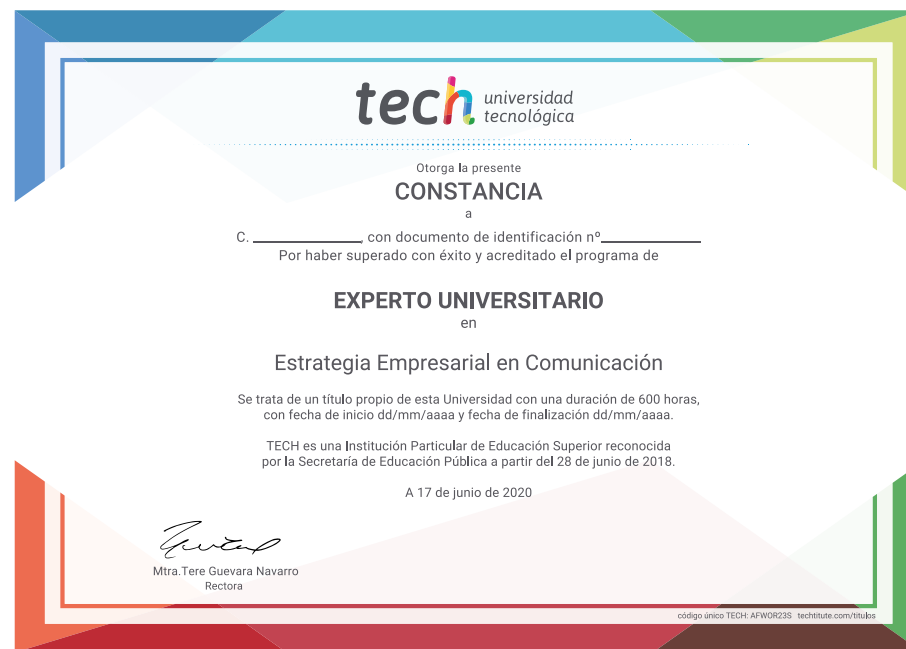 tech universidad
tecnológica
Otorga la presente
CONSTANCIA
a
C. ____________, con documento de identificación nº____________
Por haber superado con éxito y acreditado el programa de
EXPERTO UNIVERSITARIO
en
Estrategia Empresarial en Comunicación
Se trata de un título propio de esta Universidad con una duración de 600 horas,
con fecha de inicio dd/mm/aaaa y fecha de finalización dd/mm/aaaa.
TECH es una Institución Particular de Educación Superior reconocida
por la Secretaría de Educación Pública a partir del 28 de junio de 2018.
A 17 de junio de 2020
Mtra.Tere Guevara Navarro
Rectora
código único TECH: AFWOR23S techtitute.com/titulos